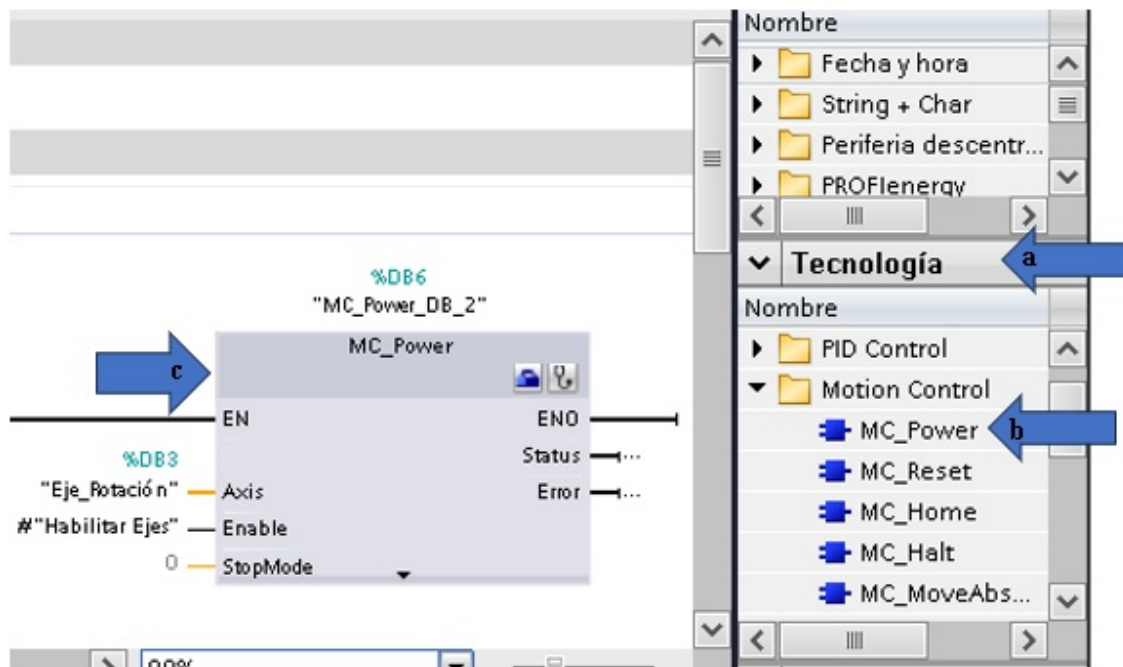 Nombre
Fecha y hora
String + Char
Periferia descentr...
PROFIenergy
Tecnología
a
Nombre
PID Control
Motion Control
MC_Power
b
MC_Reset
MC_Home
MC_Halt
MC_MoveAbs...
%DB6
"MC_Power_DB_2"
MC_Power
c
EN ENO
%DB3 Status ...
"Eje_Rotación" Axis Error ...
#"Habilitar Ejes" Enable
0 StopMode